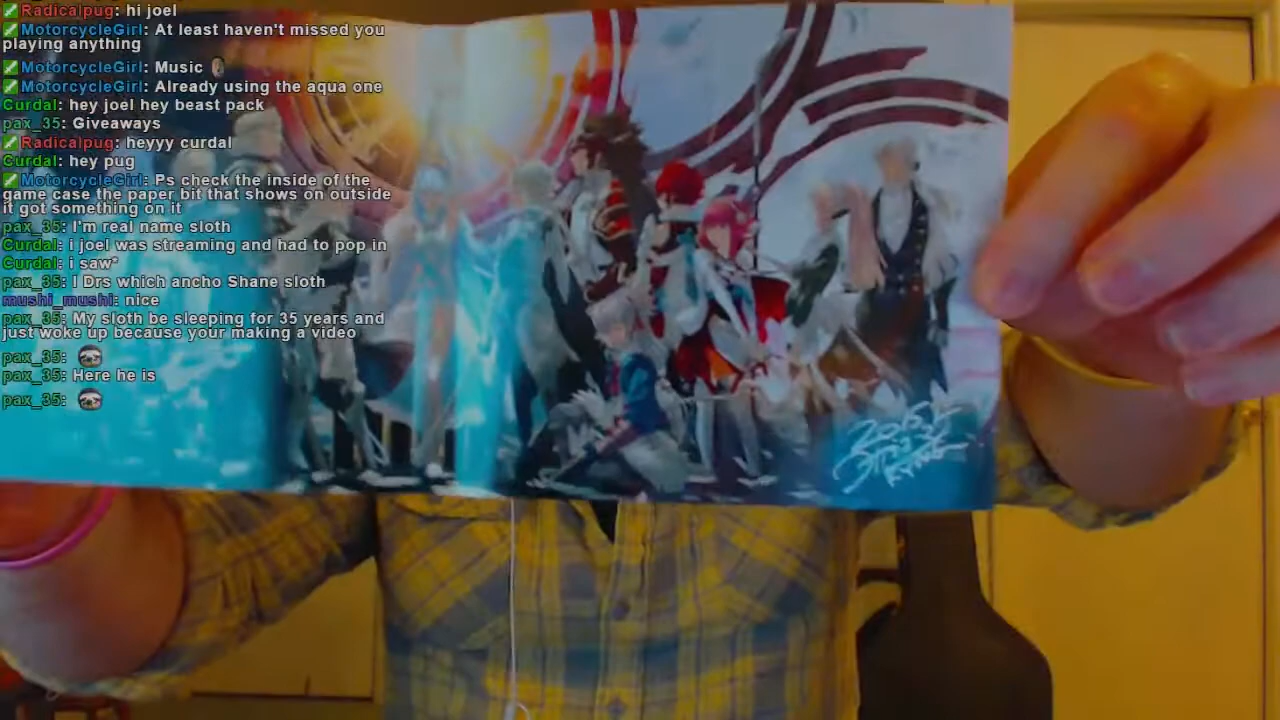 Radicalpug: hi joel
MotorcycleGirl: At least haven't missed you
playing anything
MotorcycleGirl: Music
MotorcycleGirl: Already using the aqua one
Curdal: hey joel hey beast pack
pax_35: Giveaways
Radicalpug: heyyy curdal
Curdal: hey pug
MotorcycleGirl: Ps check the inside of the
game case the paper bit that shows on outside
it got something on it
pax_35: I'm real name sloth
Curdal: i joel was streaming and had to pop in
Curdal: i saw*
pax_35: I Drs which ancho Shane sloth
mushi_mushi: nice
pax_35: My sloth be sleeping for 35 years and
just woke up because your making a video
pax_35:
pax_35: Here he is
pax_35: